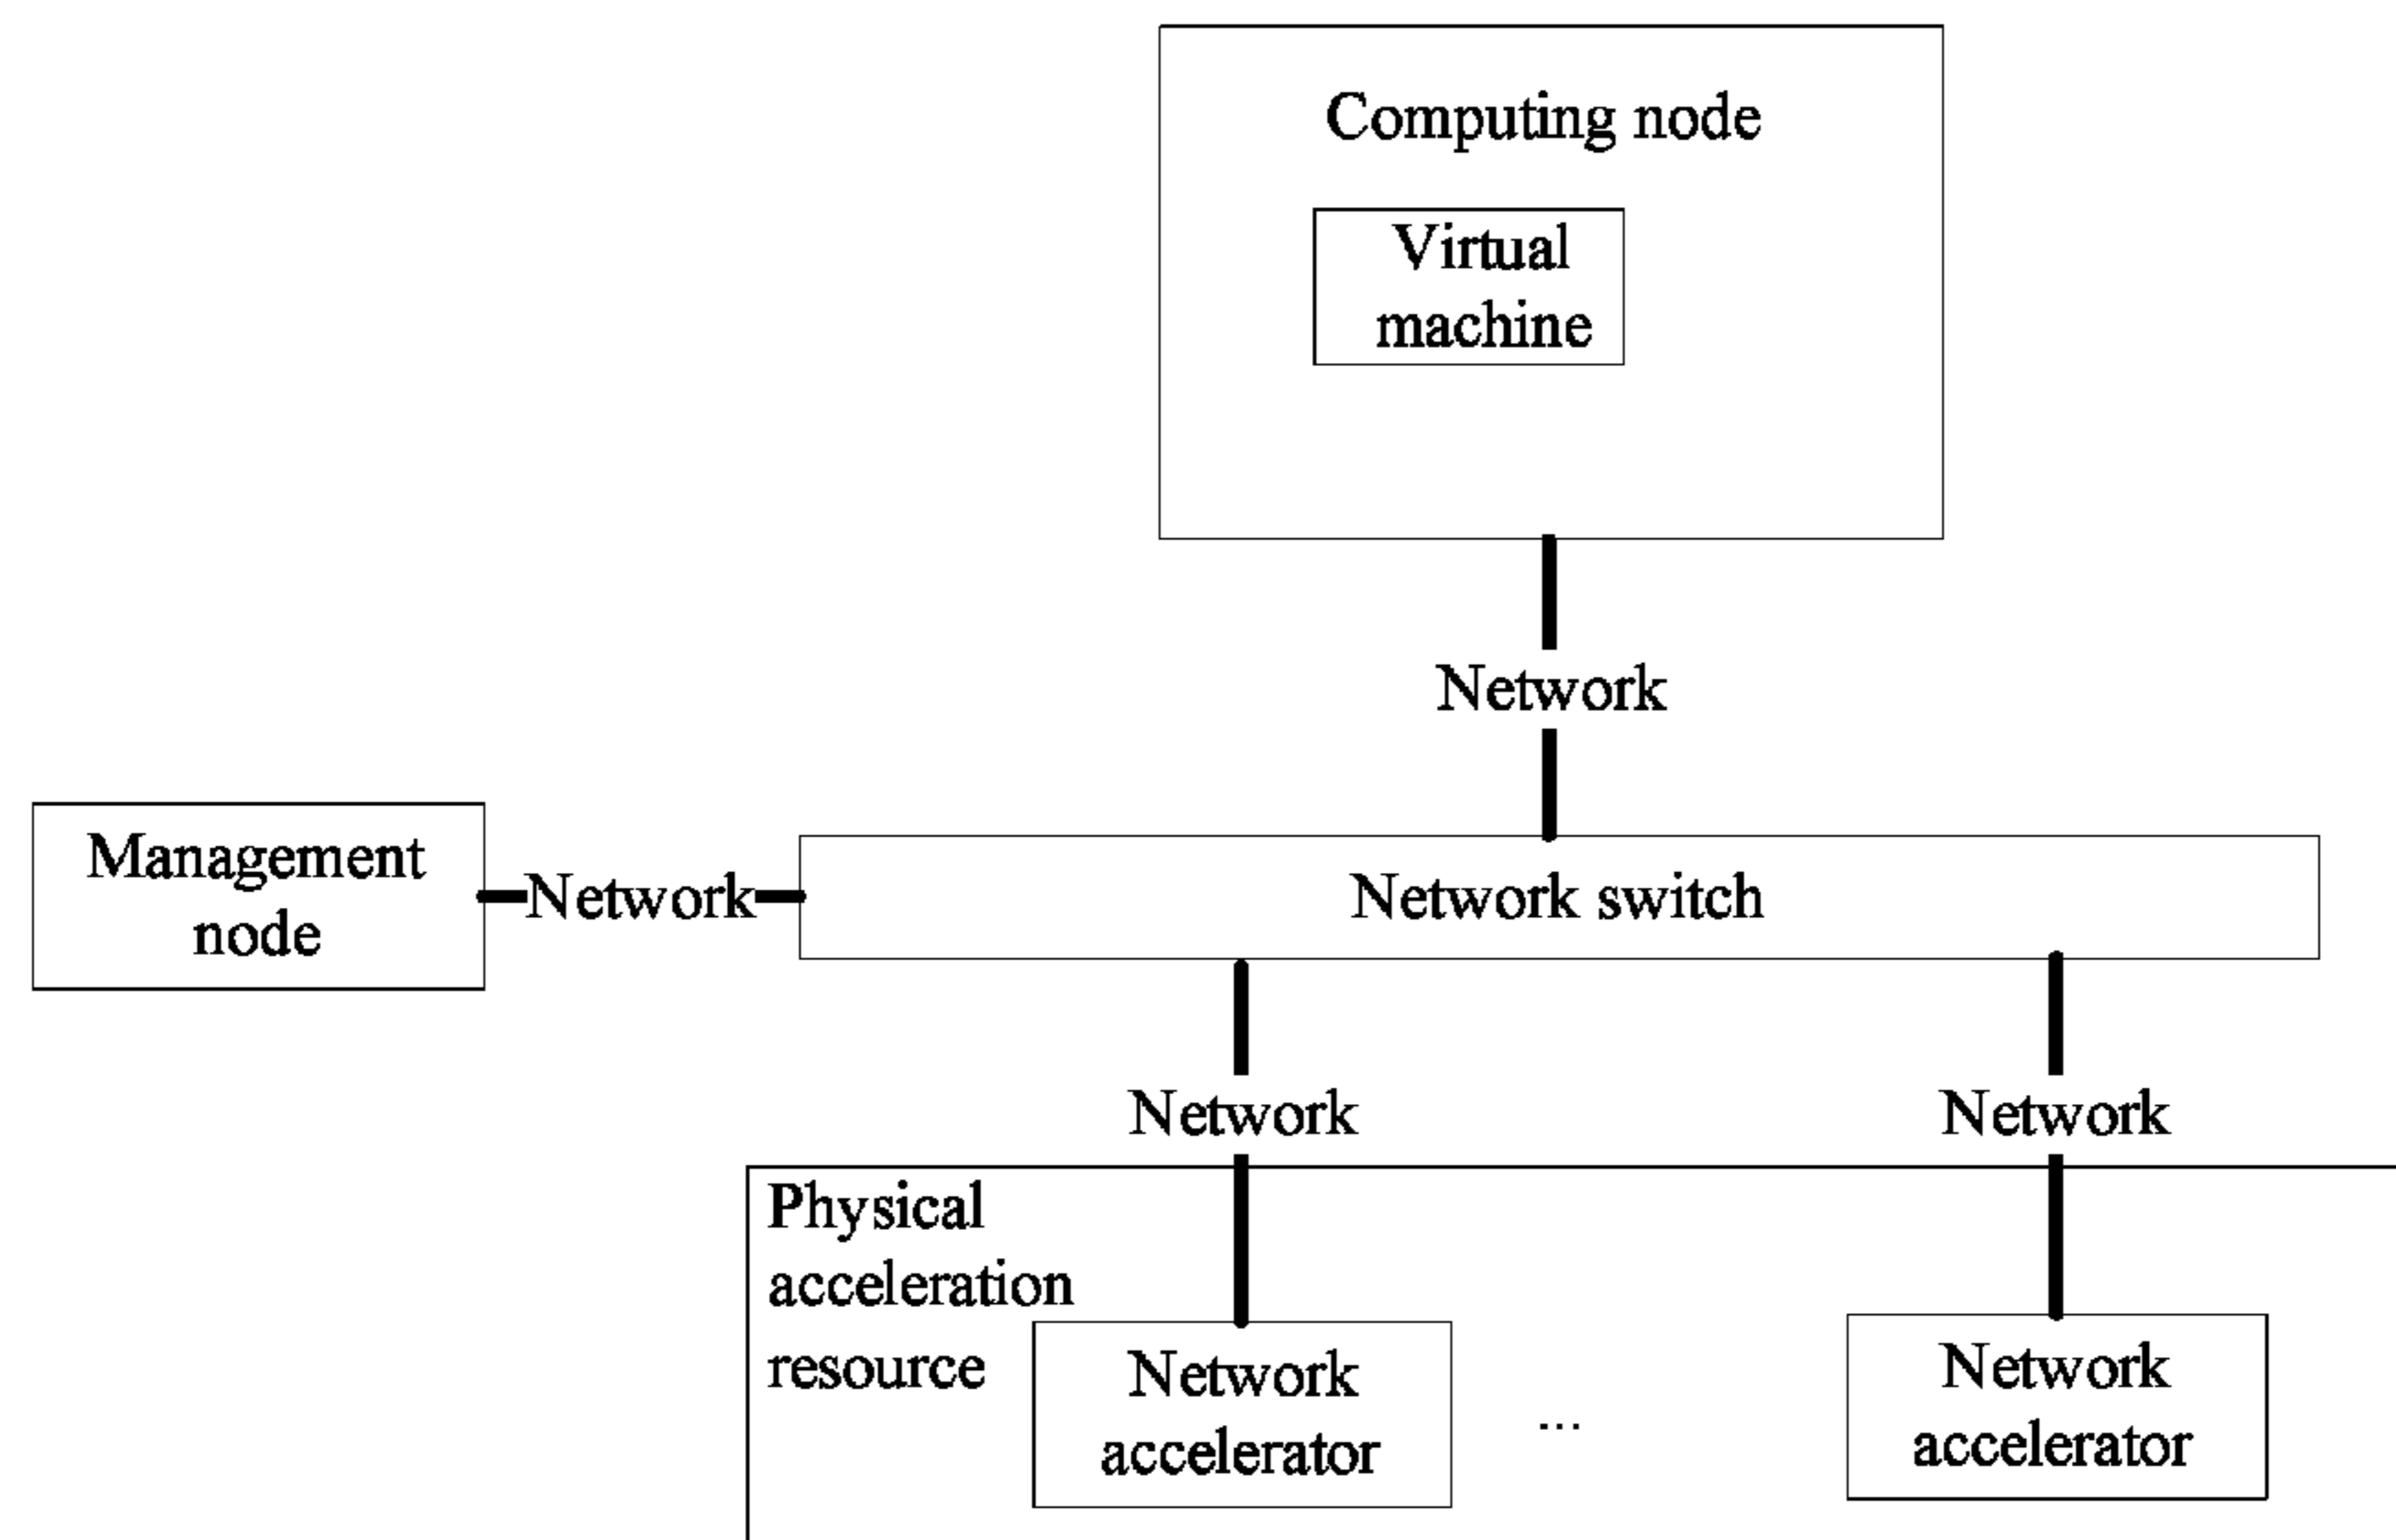 Computing node
Virtual
machine
Network
Management
node
Network
Network switch
Network
Network
Physical
acceleration
resource
Network
accelerator
...
Network
accelerator